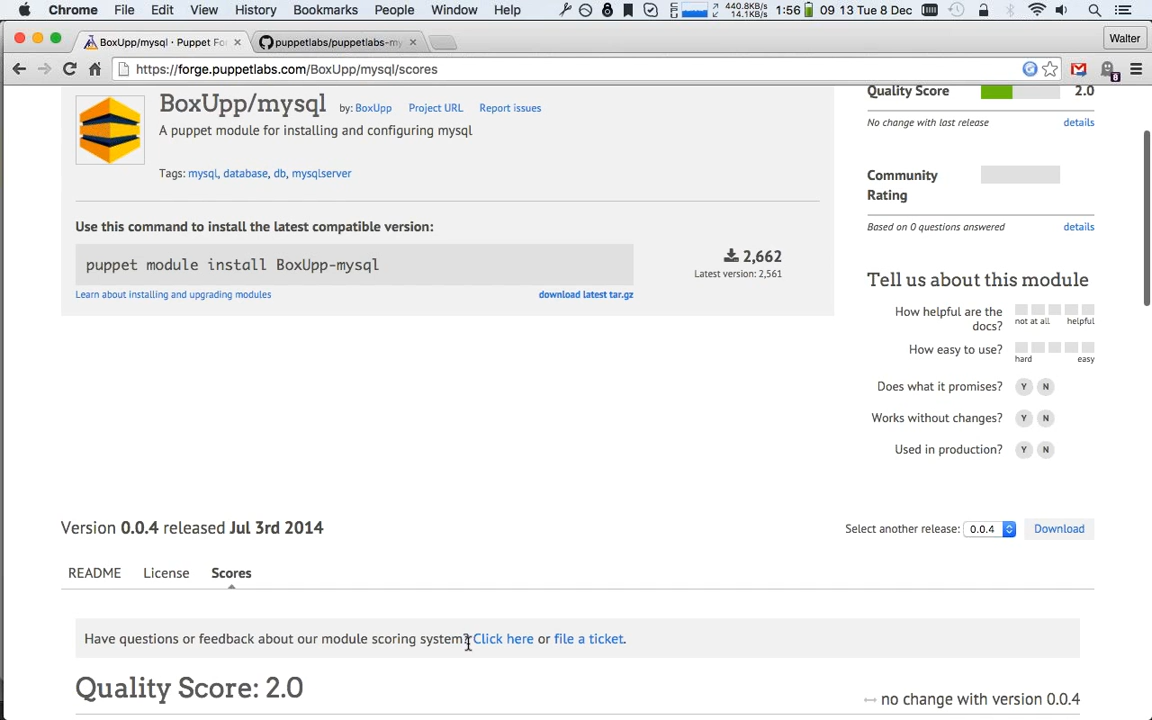 Chrome File Edit View History Bookmarks People Window Help 440.8KB/s 14.1KB/s 1:56 09 13 Tue 8 Dec
BoxUpp/mysql · Puppet Fo puppetlabs/puppetlabs-my Walter
https://forge.puppetlabs.com/BoxUpp/mysql/scores 8
BoxUpp/mysql by: BoxUpp Project URL Report issues
A puppet module for installing and configuring mysql
Tags: mysql, database, db, mysqlserver
Use this command to install the latest compatible version:
puppet module install BoxUpp-mysql
2,662
Latest version: 2,561
Learn about installing and upgrading modules download latest tar.gz
Quality Score 2.0
No change with last release details
Community
Rating
Based on 0 questions answered details
Tell us about this module
How helpful are the
docs?
not at all helpful
How easy to use?
hard easy
Does what it promises? Y N
Works without changes? Y N
Used in production? Y N
Version 0.0.4 released Jul 3rd 2014
Select another release: 0.0.4 Download
README License Scores
Have questions or feedback about our module scoring system? Click here or file a ticket.
Quality Score: 2.0
no change with version 0.0.4